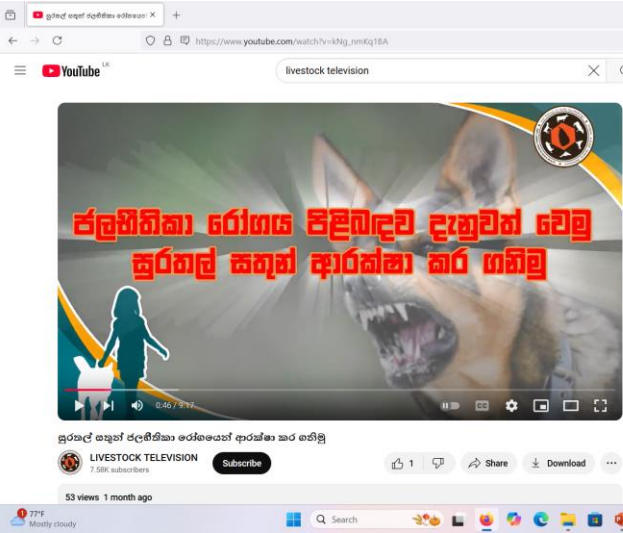 සුරතල් සතුන් ජලභීතිකා රෝගයෙන්
https://www.youtube.com/watch?v=kNg_nmKq18A
YouTube LK
livestock television
ජලභීතිකා රෝගය පිළිබඳව දැනුවත් වෙමු
සුරතල් සතුන් ආරක්ෂා කර ගනිමු
0:46 / 9:17
CC
සුරතල් සතුන් ජලභීතිකා රෝගයෙන් ආරක්ෂා කර ගනිමු
LIVESTOCK TELEVISION
7.58K subscribers
Subscribe
1
Share
Download
53 views 1 month ago
1
77°F
Mostly cloudy
Search